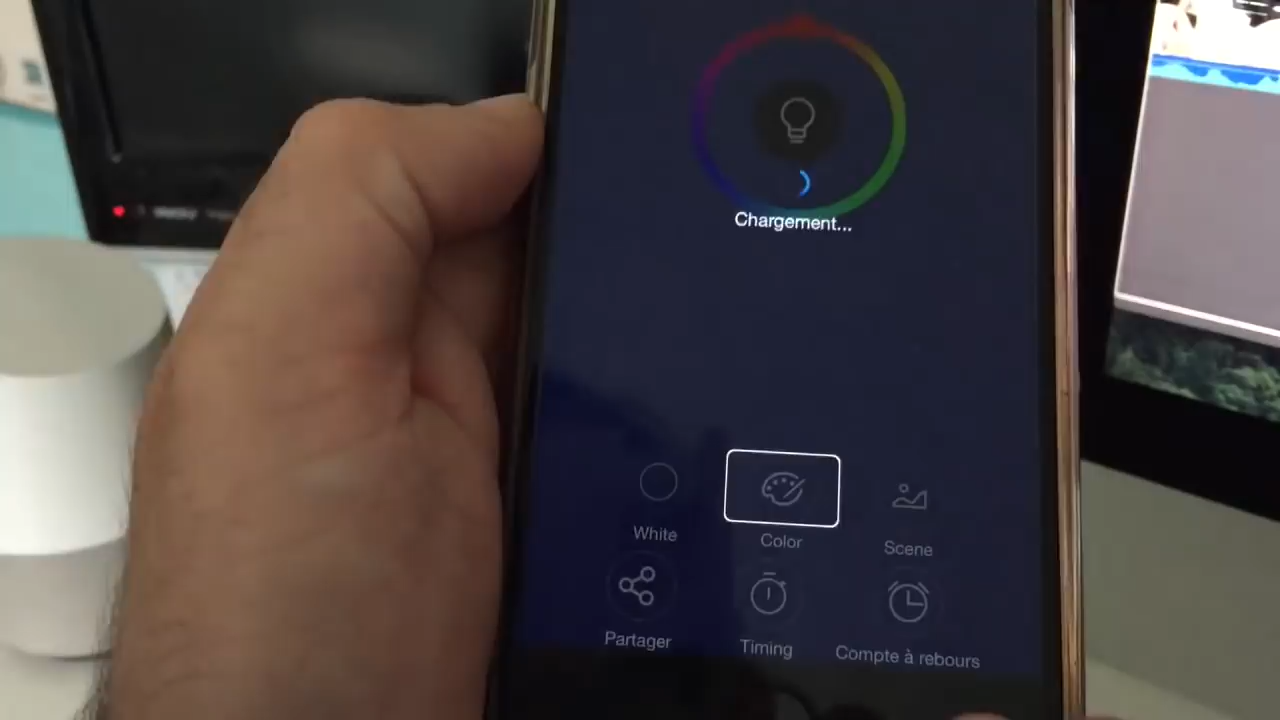 Chargement...
White
Color
Scene
Partager
Timing
Compte à rebours